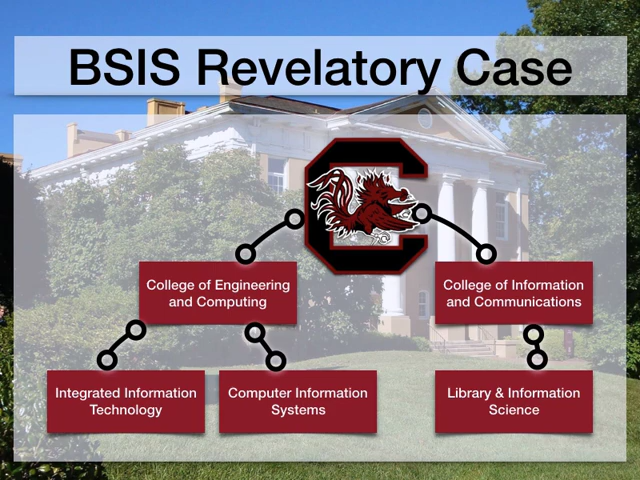 BSIS Revelatory Case
College of Engineering
and Computing
College of Information
and Communications
Integrated Information
Technology
Computer Information
Systems
Library & Information
Science